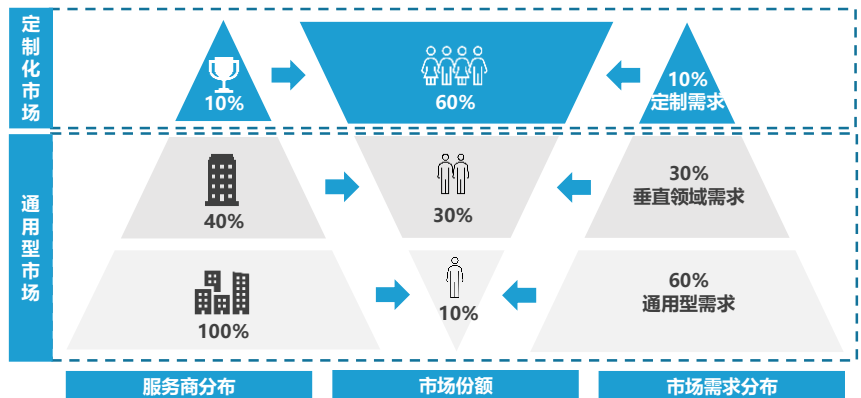 定制化市场
10%
60%
10%
定制需求
通用型市场
40%
30%
30%
垂直领域需求
100%
10%
60%
通用型需求
服务商分布
市场份额
市场需求分布